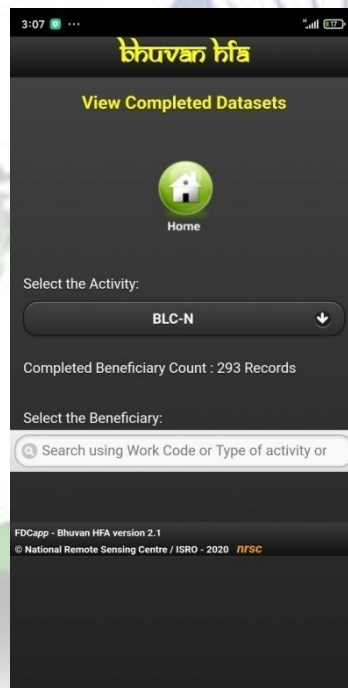 3:07
bhuvan hfa
View Completed Datasets
Home
Select the Activity:
BLC-N
Completed Beneficiary Count : 293 Records
Select the Beneficiary:
Search using Work Code or Type of activity or
FDCapp - Bhuvan HFA version 2.1
© National Remote Sensing Centre / ISRO - 2020 nrsc